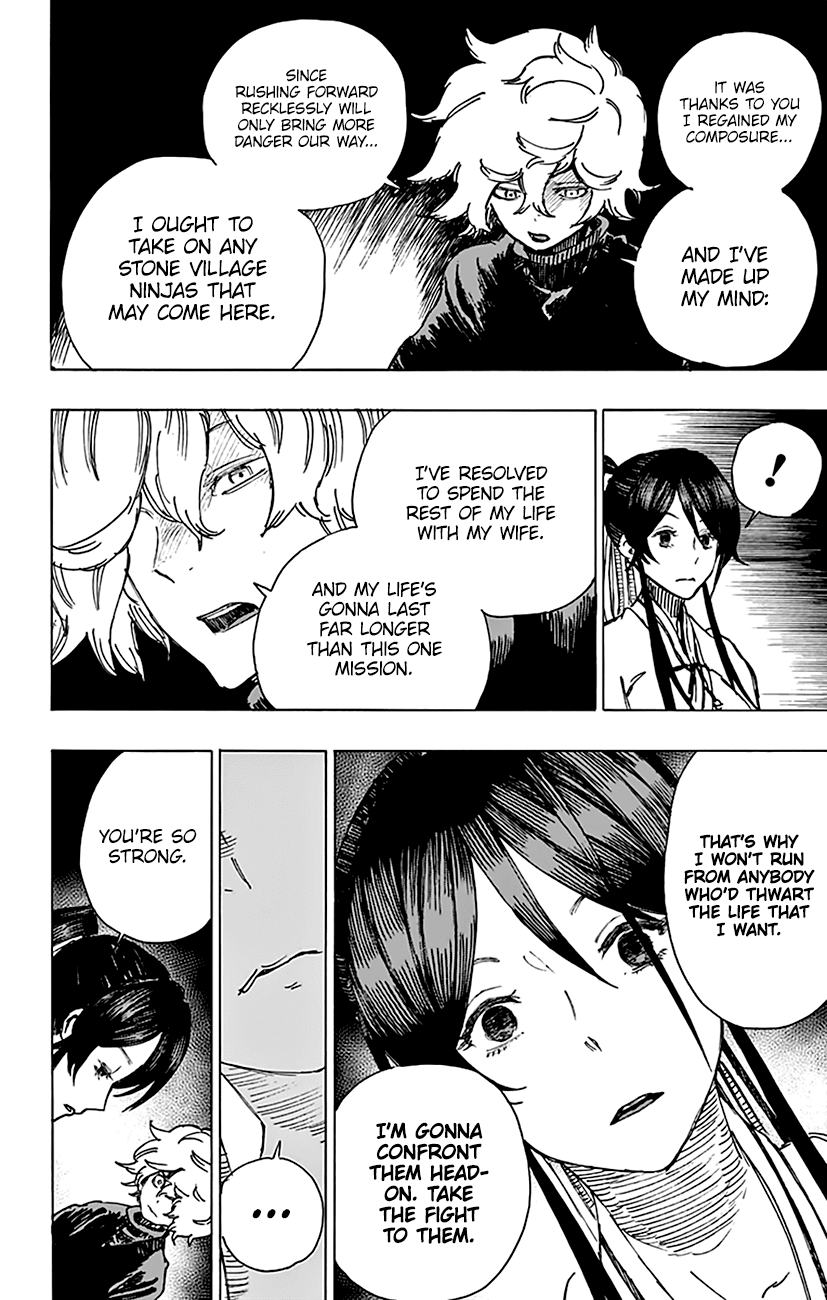 IT WAS
THANKS TO YOU
I REGAINED MY
COMPOSURE...
AND I'VE
MADE UP
MY MIND:
SINCE
RUSHING FORWARD
RECKLESSLY WILL
ONLY BRING MORE
DANGER OUR WAY...
I OUGHT TO
TAKE ON ANY
STONE VILLAGE
NINJAS THAT
MAY COME HERE.
!
I'VE RESOLVED
TO SPEND THE
REST OF MY LIFE
WITH MY WIFE.
AND MY LIFE'S
GONNA LAST
FAR LONGER
THAN THIS ONE
MISSION.
THAT'S WHY
I WON'T RUN
FROM ANYBODY
WHO'D THWART
THE LIFE THAT
I WANT.
I'M GONNA
CONFRONT
THEM HEAD-
ON. TAKE
THE FIGHT
TO THEM.
...
YOU'RE SO
STRONG.